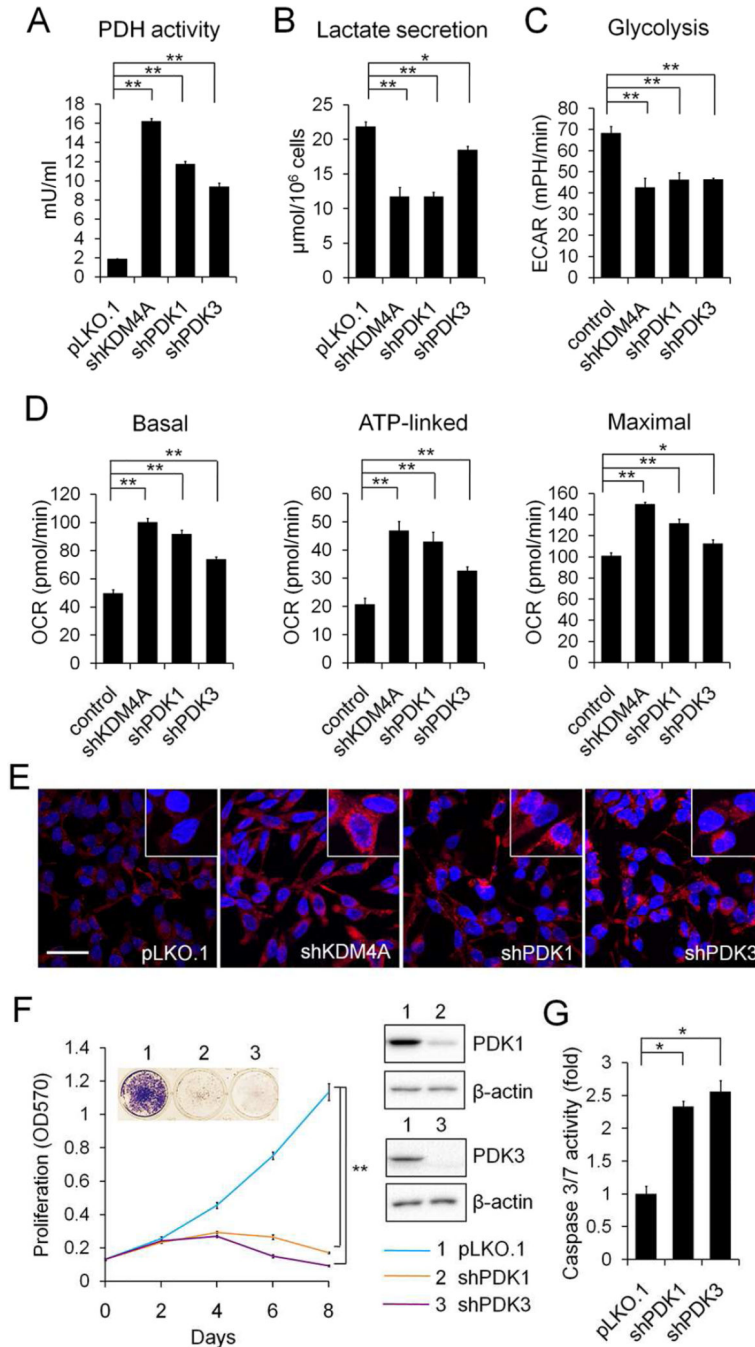 A
PDH activity
**
**
**
mU/ml
18
16
14
12
10
8
6
4
2
0
pLKO.1
shKDM4A
shPDK1
shPDK3
B
Lactate secretion
*
**
**
µmol/10⁶ cells
25
20
15
10
5
0
pLKO.1
shKDM4A
shPDK1
shPDK3
C
Glycolysis
**
**
**
ECAR (mPH/min)
80
70
60
50
40
30
20
10
0
control
shKDM4A
shPDK1
shPDK3
D
Basal
**
**
**
OCR (pmol/min)
120
100
80
60
40
20
0
control
shKDM4A
shPDK1
shPDK3
ATP-linked
**
**
**
OCR (pmol/min)
60
50
40
30
20
10
0
control
shKDM4A
shPDK1
shPDK3
Maximal
*
**
**
OCR (pmol/min)
160
140
120
100
80
60
40
20
0
control
shKDM4A
shPDK1
shPDK3
E
pLKO.1
shKDM4A
shPDK1
shPDK3
F
Proliferation (OD570)
1.4
1.2
1
0.8
0.6
0.4
0.2
0
1 2 3
**
0 2 4 6 8
Days
1 2
PDK1
β-actin
1 3
PDK3
β-actin
1 pLKO.1
2 shPDK1
3 shPDK3
G
*
*
Caspase 3/7 activity (fold)
3
2.5
2
1.5
1
0.5
0
pLKO.1
shPDK1
shPDK3